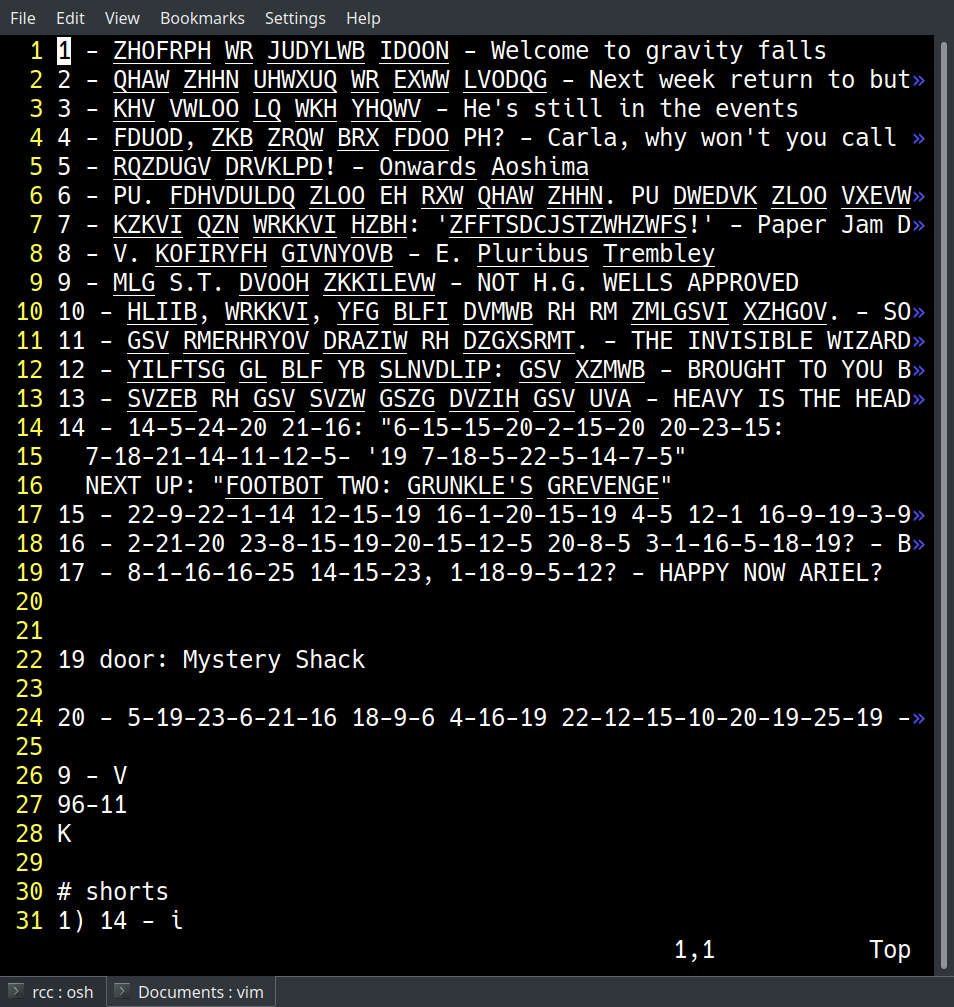 File Edit View Bookmarks Settings Help
1 1 - ZHOFRPH WR JUDYLWB IDOON - Welcome to gravity falls
2 2 - QHAW ZHHN UHWXUQ WR EXWW LVODQG - Next week return to but»
3 3 - KHV VWLOO LQ WKH YHQWV - He's still in the events
4 4 - FDUOD, ZKB ZRQW BRX FDOO PH? - Carla, why won't you call »
5 5 - RQZDUGV DRVKLPD! - Onwards Aoshima
6 6 - PU. FDHVDULDQ ZLOO EH RXW QHAW ZHHN. PU DWEDVK ZLOO VXEVW»
7 7 - KZKVI QZN WRKKVI HZBH: 'ZFFTSDCJSTZWHZWFS!' - Paper Jam D»
8 8 - V. KOFIRYFH GIVNYOVB - E. Pluribus Trembley
9 9 - MLG S.T. DVOOH ZKKILEVW - NOT H.G. WELLS APPROVED
10 10 - HLIIB, WRKKVI, YFG BLFI DVMWB RH RM ZMLGSVI XZHGOV. - SO»
11 11 - GSV RMERHRYOV DRAZIW RH DZGXSRMT. - THE INVISIBLE WIZARD»
12 12 - YILFTSG GL BLF YB SLNVDLIP: GSV XZMWB - BROUGHT TO YOU B»
13 13 - SVZEB RH GSV SVZW GSZG DVZIH GSV UVA - HEAVY IS THE HEAD»
14 14 - 14-5-24-20 21-16: "6-15-15-20-2-15-20 20-23-15:
15 7-18-21-14-11-12-5- '19 7-18-5-22-5-14-7-5"
16 NEXT UP: "FOOTBOT TWO: GRUNKLE'S GREVENGE"
17 15 - 22-9-22-1-14 12-15-19 16-1-20-15-19 4-5 12-1 16-9-19-3-9»
18 16 - 2-21-20 23-8-15-19-20-15-12-5 20-8-5 3-1-16-5-18-19? - B»
19 17 - 8-1-16-16-25 14-15-23, 1-18-9-5-12? - HAPPY NOW ARIEL?
20
21
22 19 door: Mystery Shack
23
24 20 - 5-19-23-6-21-16 18-9-6 4-16-19 22-12-15-10-20-19-25-19 -»
25
26 9 - V
27 96-11
28 K
29
30 # shorts
31 1) 14 - i
1,1 Top
rcc : osh Documents : vim